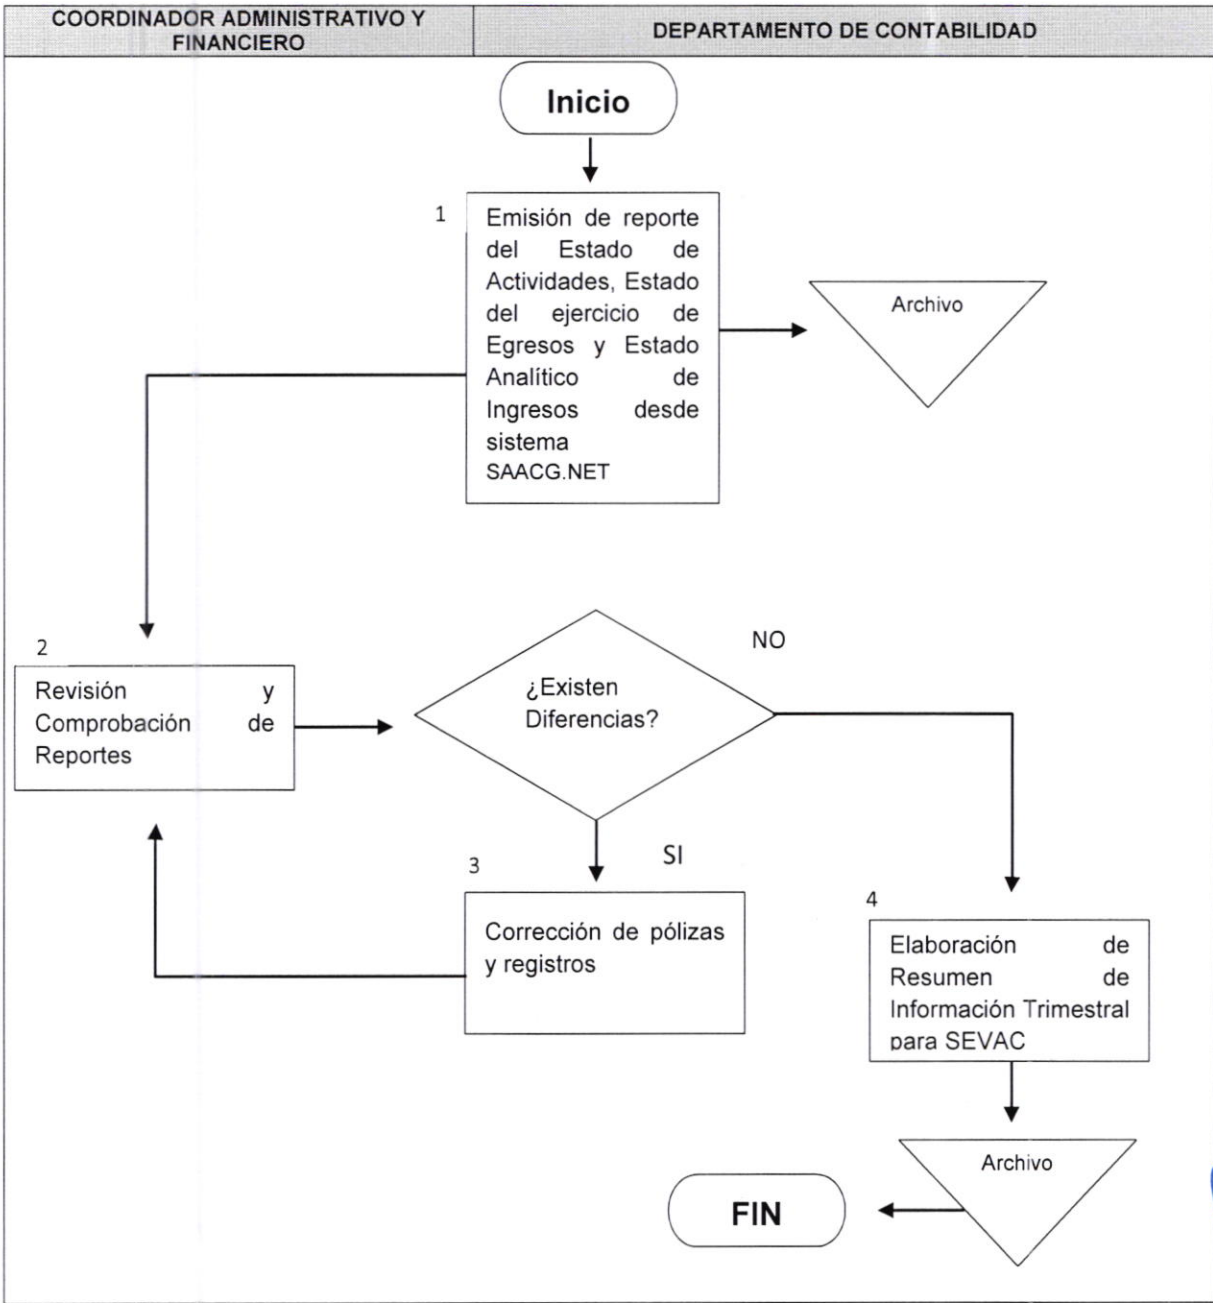 COORDINADOR ADMINISTRATIVO Y
FINANCIERO
DEPARTAMENTO DE CONTABILIDAD
Inicio
1
Emisión de reporte
del Estado de
Actividades, Estado
del ejercicio de
Egresos y Estado
Analítico de
Ingresos desde
sistema
SAACG.NET
Archivo
2
Revisión y
Comprobación de
Reportes
¿Existen
Diferencias?
NO
SI
3
Corrección de pólizas
y registros
4
Elaboración de
Resumen de
Información Trimestral
para SEVAC
Archivo
FIN